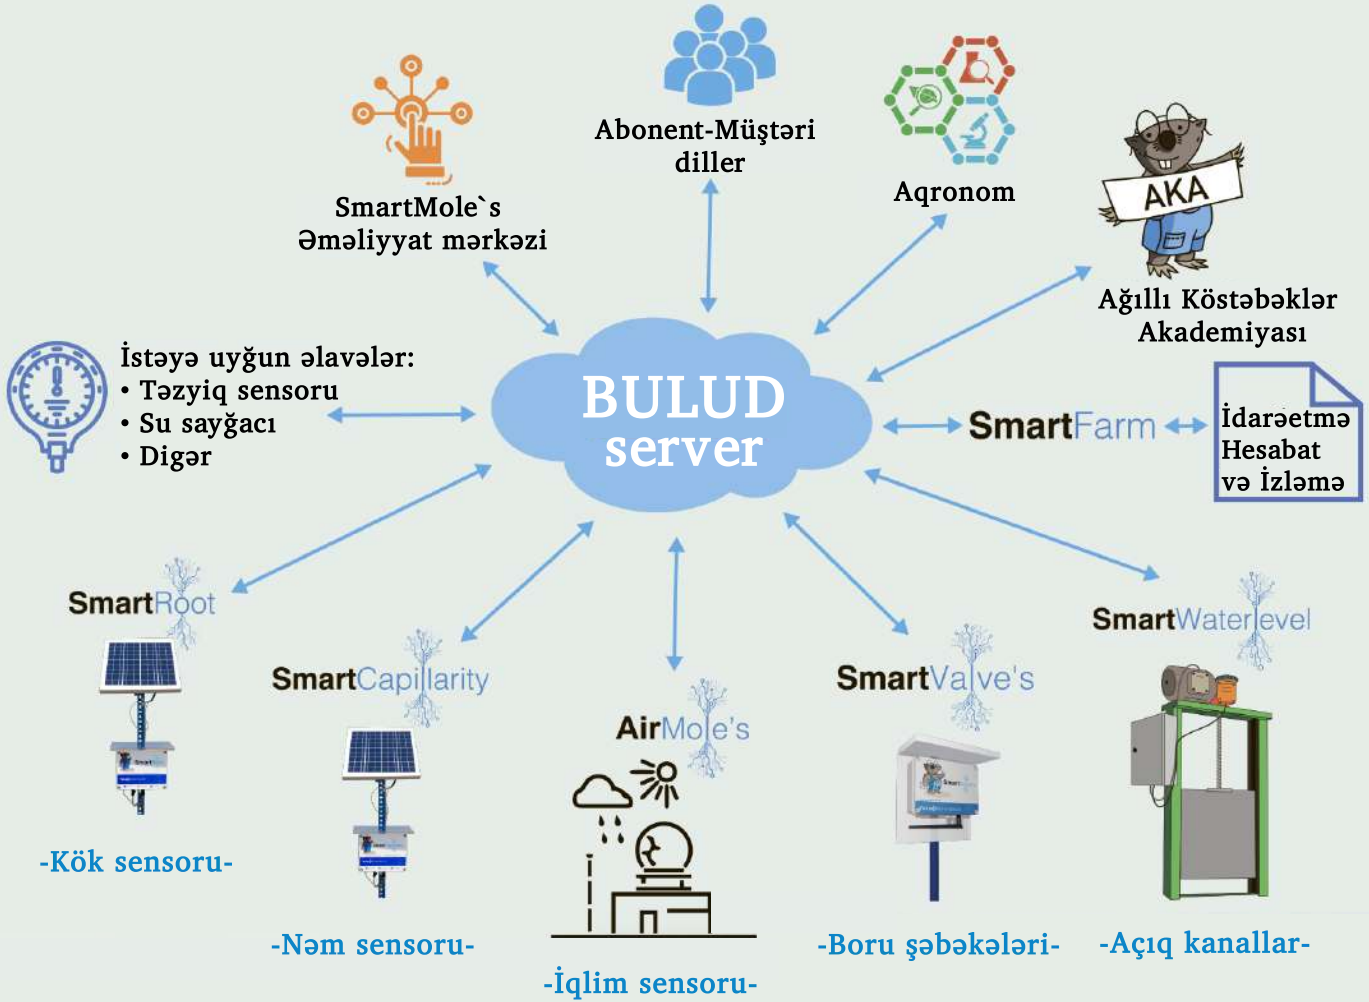 Abonent-Müştəri
diller
Aqronom
AKA
SmartMole`s
Əməliyyat mərkəzi
Ağıllı Köstəbəklər
Akademiyası
İstəyə uyğun əlavələr:
• Təzyiq sensoru
• Su sayğacı
• Digər
BULUD
server
SmartFarm
İdarəetmə
Hesabat
və İzləmə
SmartRoot
SmartCapillarity
AirMole's
SmartValve's
SmartWaterlevel
-Kök sensoru-
-Nəm sensoru-
-İqlim sensoru-
-Boru şəbəkələri-
-Açıq kanallar-